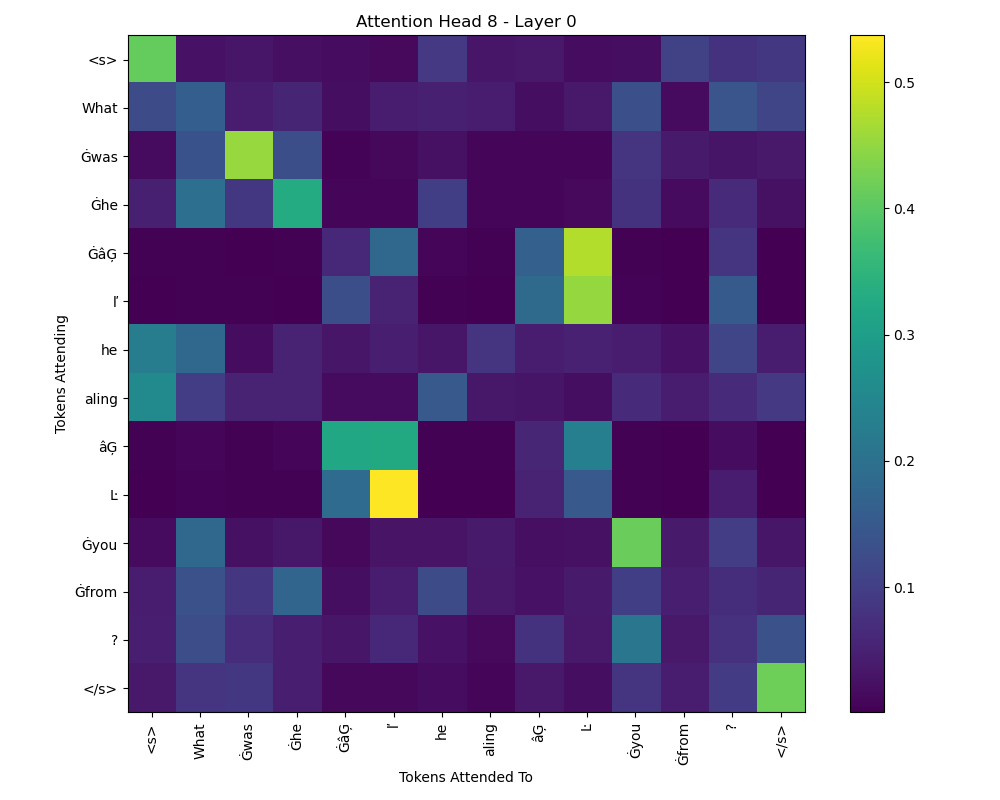 Attention Head 8 - Layer 0
Tokens Attending
<s>
What
Ġwas
Ġhe
ĠâĢ
ľ
he
aling
âĢ
Ŀ
Ġyou
Ġfrom
?
</s>
<s>
What
Ġwas
Ġhe
ĠâĢ
ľ
he
aling
âĢ
Ŀ
Ġyou
Ġfrom
?
</s>
Tokens Attended To
0.5
0.4
0.3
0.2
0.1